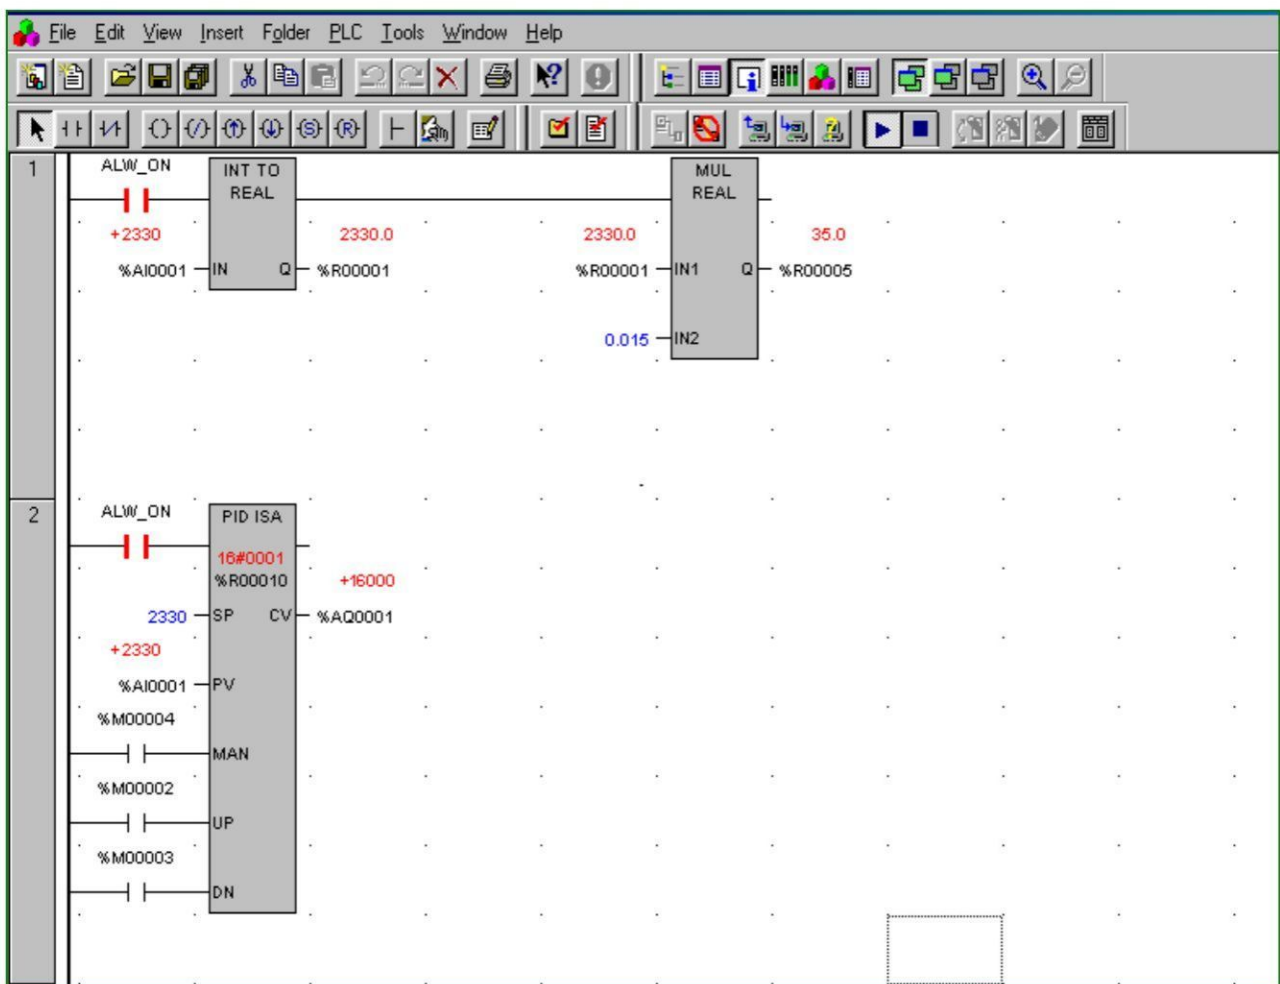 File Edit View Insert Folder PLC Tools Window Help
1
ALW_ON
INT TO
REAL
MUL
REAL
+2330 2330.0 2330.0 35.0
%AI0001 IN Q %R00001 %R00001 IN1 Q %R00005
0.015 IN2
2
ALW_ON
PID ISA
16#0001
%R00010 +16000
2330 SP CV %AQ0001
+2330
%AI0001 PV
%M00004
MAN
%M00002
UP
%M00003
DN